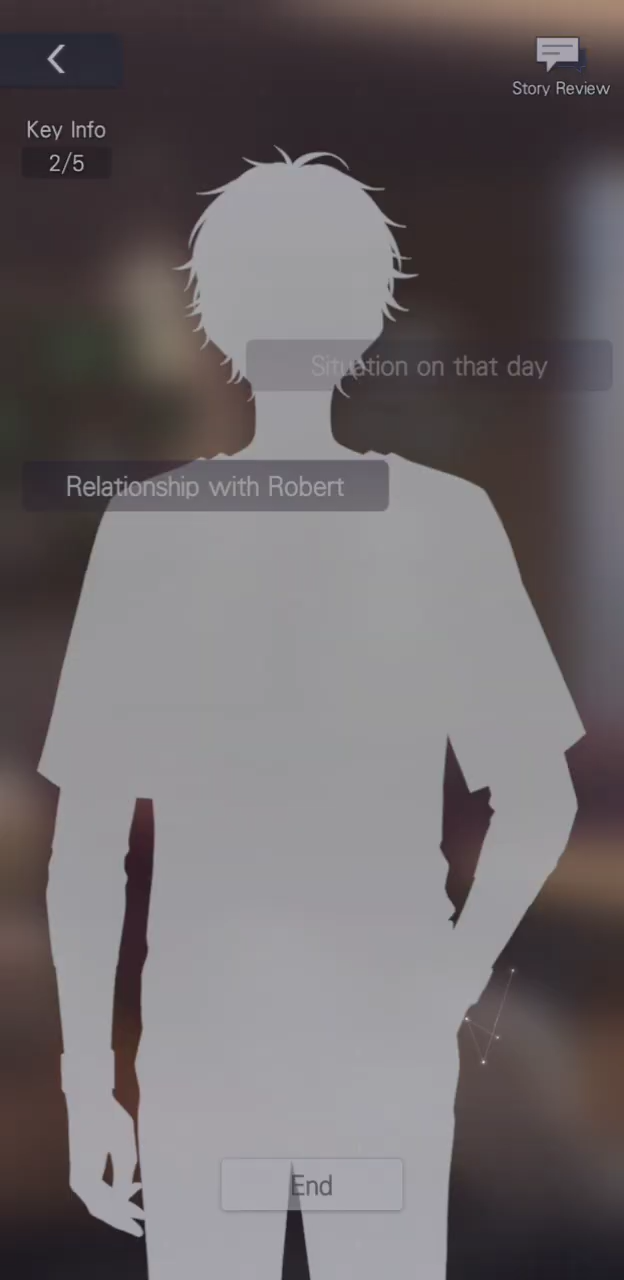 Story Review
Key Info
2/5
Situation on that day
Relationship with Robert
End